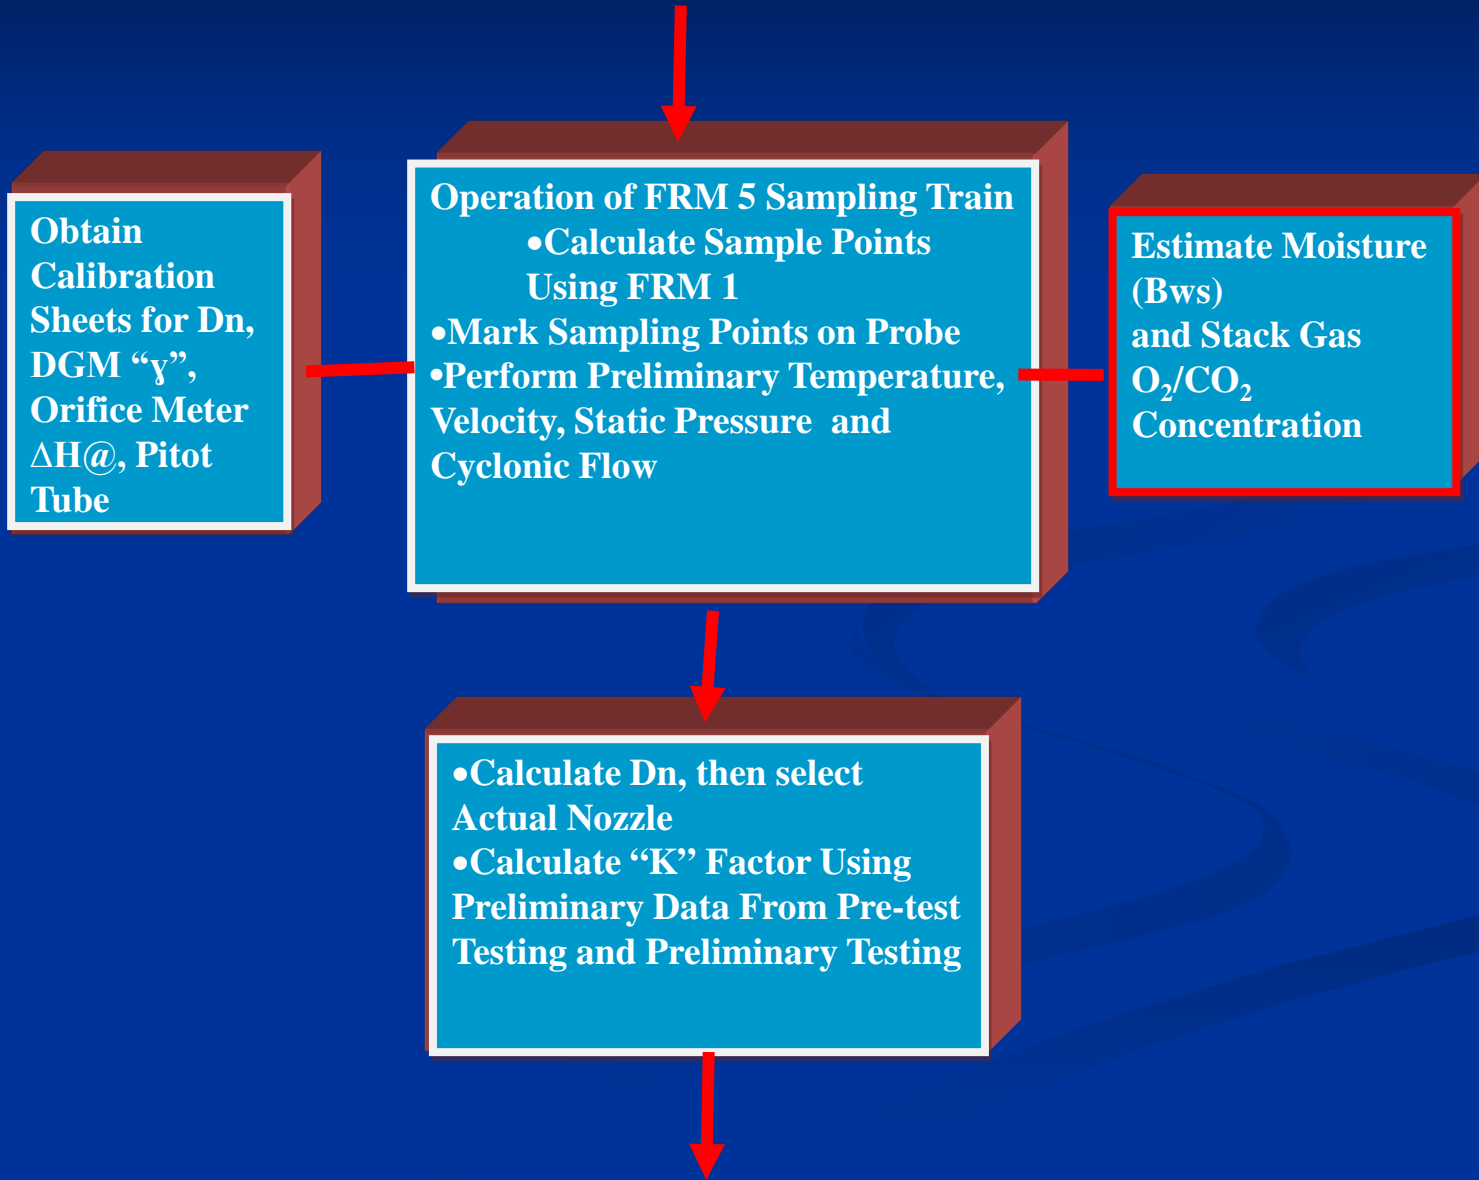 Obtain
Calibration
Sheets for Dn,
DGM “ɣ”,
Orifice Meter
ΔH@, Pitot
Tube
Operation of FRM 5 Sampling Train
•Calculate Sample Points
Using FRM 1
•Mark Sampling Points on Probe
•Perform Preliminary Temperature,
Velocity, Static Pressure and
Cyclonic Flow
Estimate Moisture
(Bws)
and Stack Gas
O₂/CO₂
Concentration
•Calculate Dn, then select
Actual Nozzle
•Calculate “K” Factor Using
Preliminary Data From Pre-test
Testing and Preliminary Testing